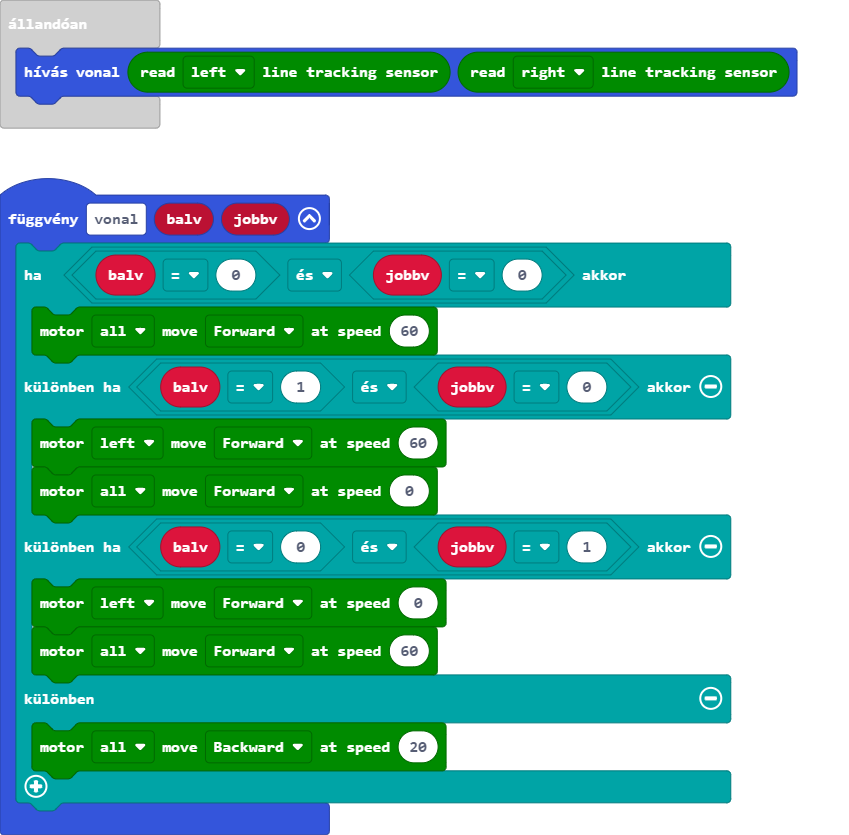 állandóan
hívás vonal read left line tracking sensor read right line tracking sensor
függvény vonal balv jobbv
ha balv = 0 és jobbv = 0 akkor
motor all move Forward at speed 60
különben ha balv = 1 és jobbv = 0 akkor
motor left move Forward at speed 60
motor all move Forward at speed 0
különben ha balv = 0 és jobbv = 1 akkor
motor left move Forward at speed 0
motor all move Forward at speed 60
különben
motor all move Backward at speed 20